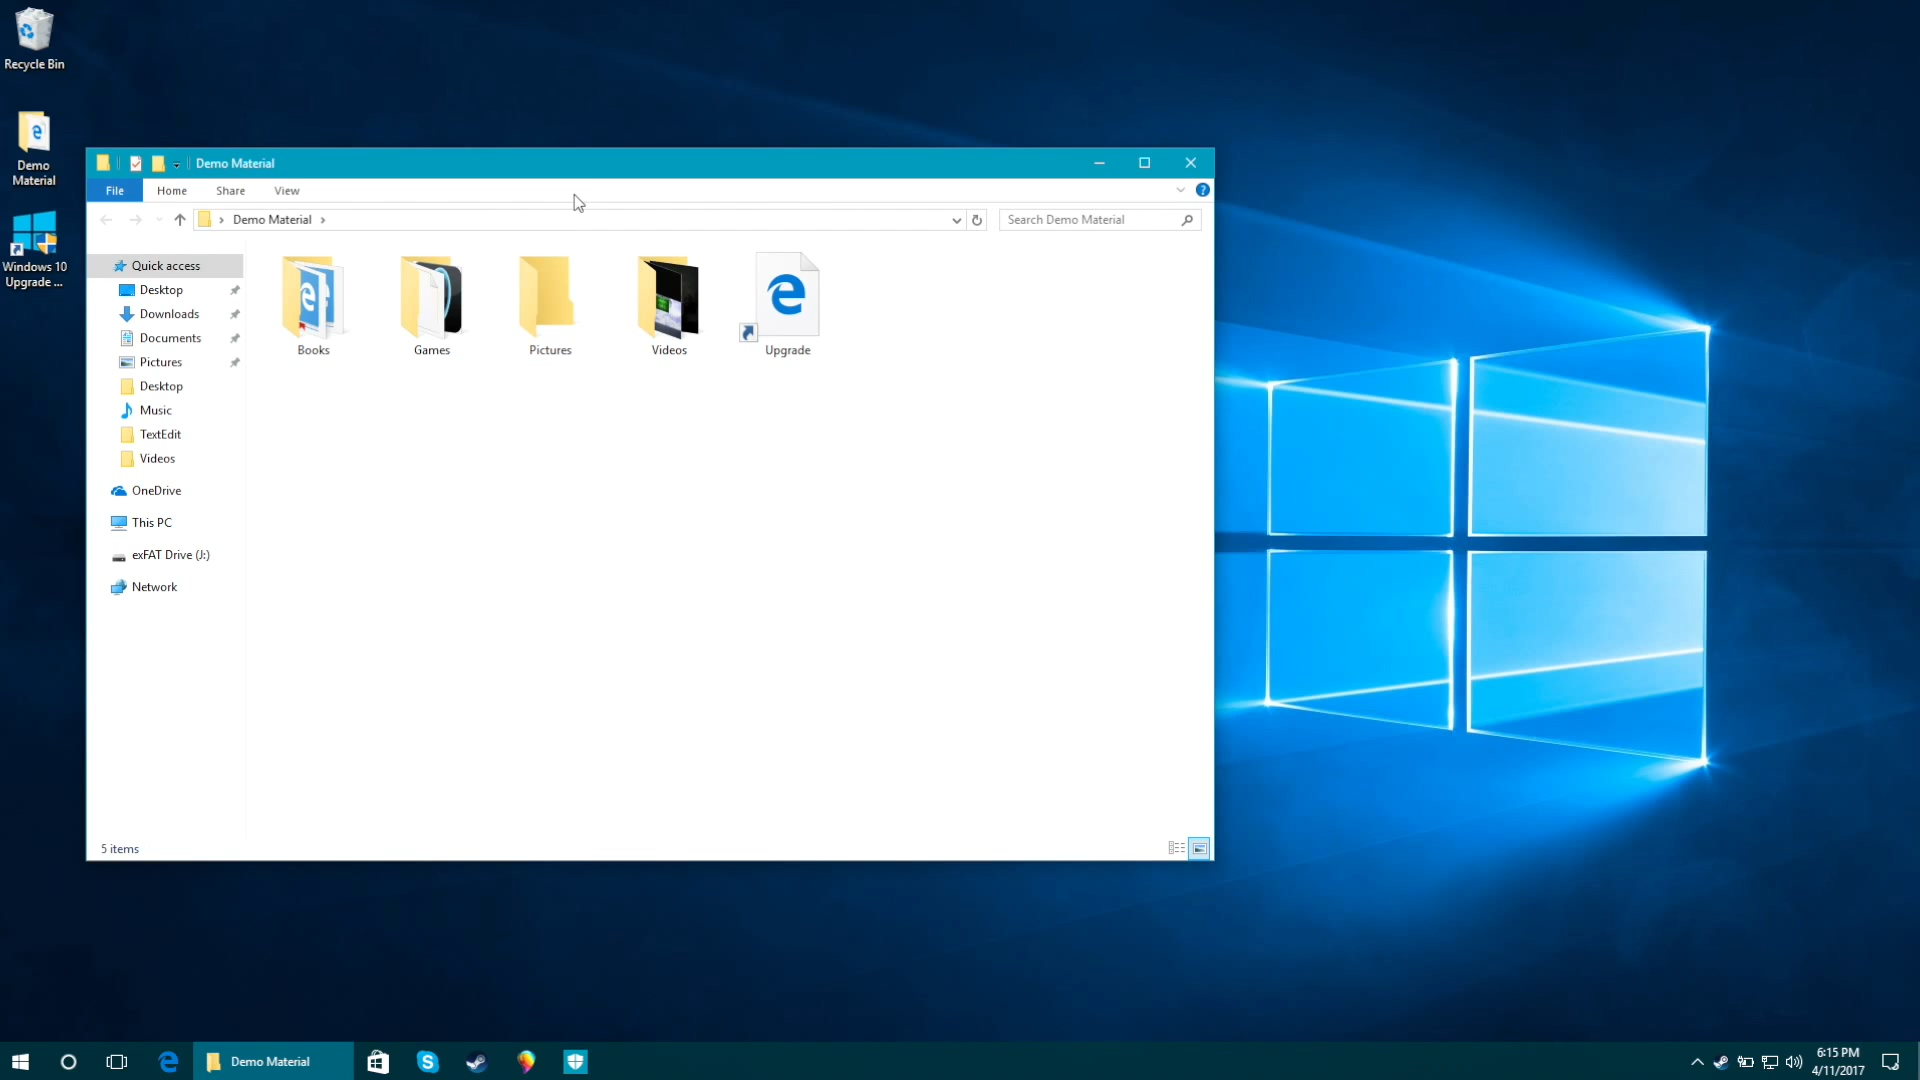 Recycle Bin
Demo
Material
Windows 10
Upgrade ...
Demo Material
File
Home
Share
View
?
Demo Material
Search Demo Material
Quick access
Desktop
Downloads
Documents
Pictures
Desktop
Music
TextEdit
Videos
OneDrive
This PC
exFAT Drive (J:)
Network
Books
Games
Pictures
Videos
Upgrade
5 items
Demo Material
6:15 PM
4/11/2017